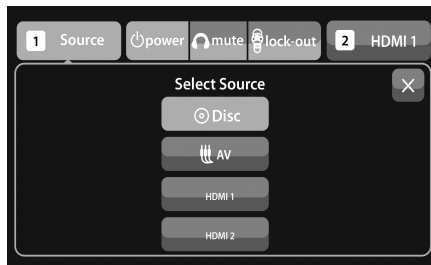 1 Source power mute lock-out 2 HDMI 1
Select Source
Disc
AV
HDMI 1
HDMI 2